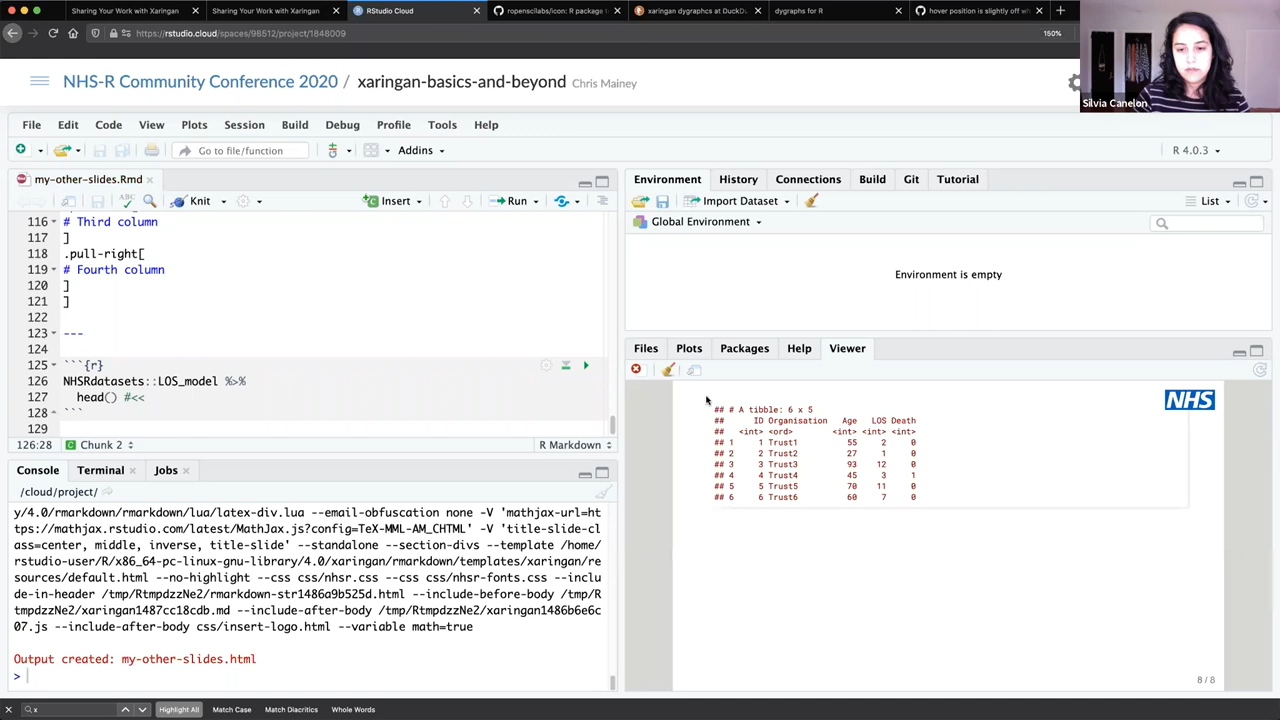 Sharing Your Work with Xaringan
Sharing Your Work with Xaringan
RStudio Cloud
ropenscilabs/icon: R package t
xaringan dygraphcs at DuckDu
dygraphs for R
hover position is slightly off wh
https://rstudio.cloud/spaces/98512/project/1848009
150%
NHS-R Community Conference 2020 / xaringan-basics-and-beyond Chris Mainey
Silvia Canelon
File Edit Code View Plots Session Build Debug Profile Tools Help
Go to file/function
Addins
R 4.0.3
my-other-slides.Rmd
Knit
Insert
Run
116 # Third column
117 ]
118 .pull-right[
119 # Fourth column
120 ]
121 ]
122
123 ---
124
125 ```{r}
126 NHSRdatasets::LOS_model %>%
127 head() #<<
128 ```
129
126:28 Chunk 2 R Markdown
Console Terminal Jobs
/cloud/project/
y/4.0/rmarkdown/rmarkdown/lua/latex-div.lua --email-obfuscation none -V 'mathjax-url=ht
tps://mathjax.rstudio.com/latest/MathJax.js?config=TeX-MML-AM_CHTML' -V 'title-slide-cl
ass=center, middle, inverse, title-slide' --standalone --section-divs --template /home/
rstudio-user/R/x86_64-pc-linux-gnu-library/4.0/xaringan/rmarkdown/templates/xaringan/re
sources/default.html --no-highlight --css css/nhsr.css --css css/nhsr-fonts.css --inclu
de-in-header /tmp/RtmpdzzNe2/rmarkdown-str1486a9b525d.html --include-before-body /tmp/R
tmpdzzNe2/xaringan1487cc18cdb.md --include-after-body /tmp/RtmpdzzNe2/xaringan1486b6e6c
07.js --include-after-body css/insert-logo.html --variable math=true
Output created: my-other-slides.html
>
Environment History Connections Build Git Tutorial
Import Dataset
List
Global Environment
Environment is empty
Files Plots Packages Help Viewer
NHS
## # A tibble: 6 x 5
## ID Organisation Age LOS Death
## <int> <ord> <int> <int> <int>
## 1 1 Trust1 55 2 0
## 2 2 Trust2 27 1 0
## 3 3 Trust3 93 12 0
## 4 4 Trust4 45 3 1
## 5 5 Trust5 70 11 0
## 6 6 Trust6 60 7 0
8 / 8
x
Highlight All Match Case Match Diacritics Whole Words